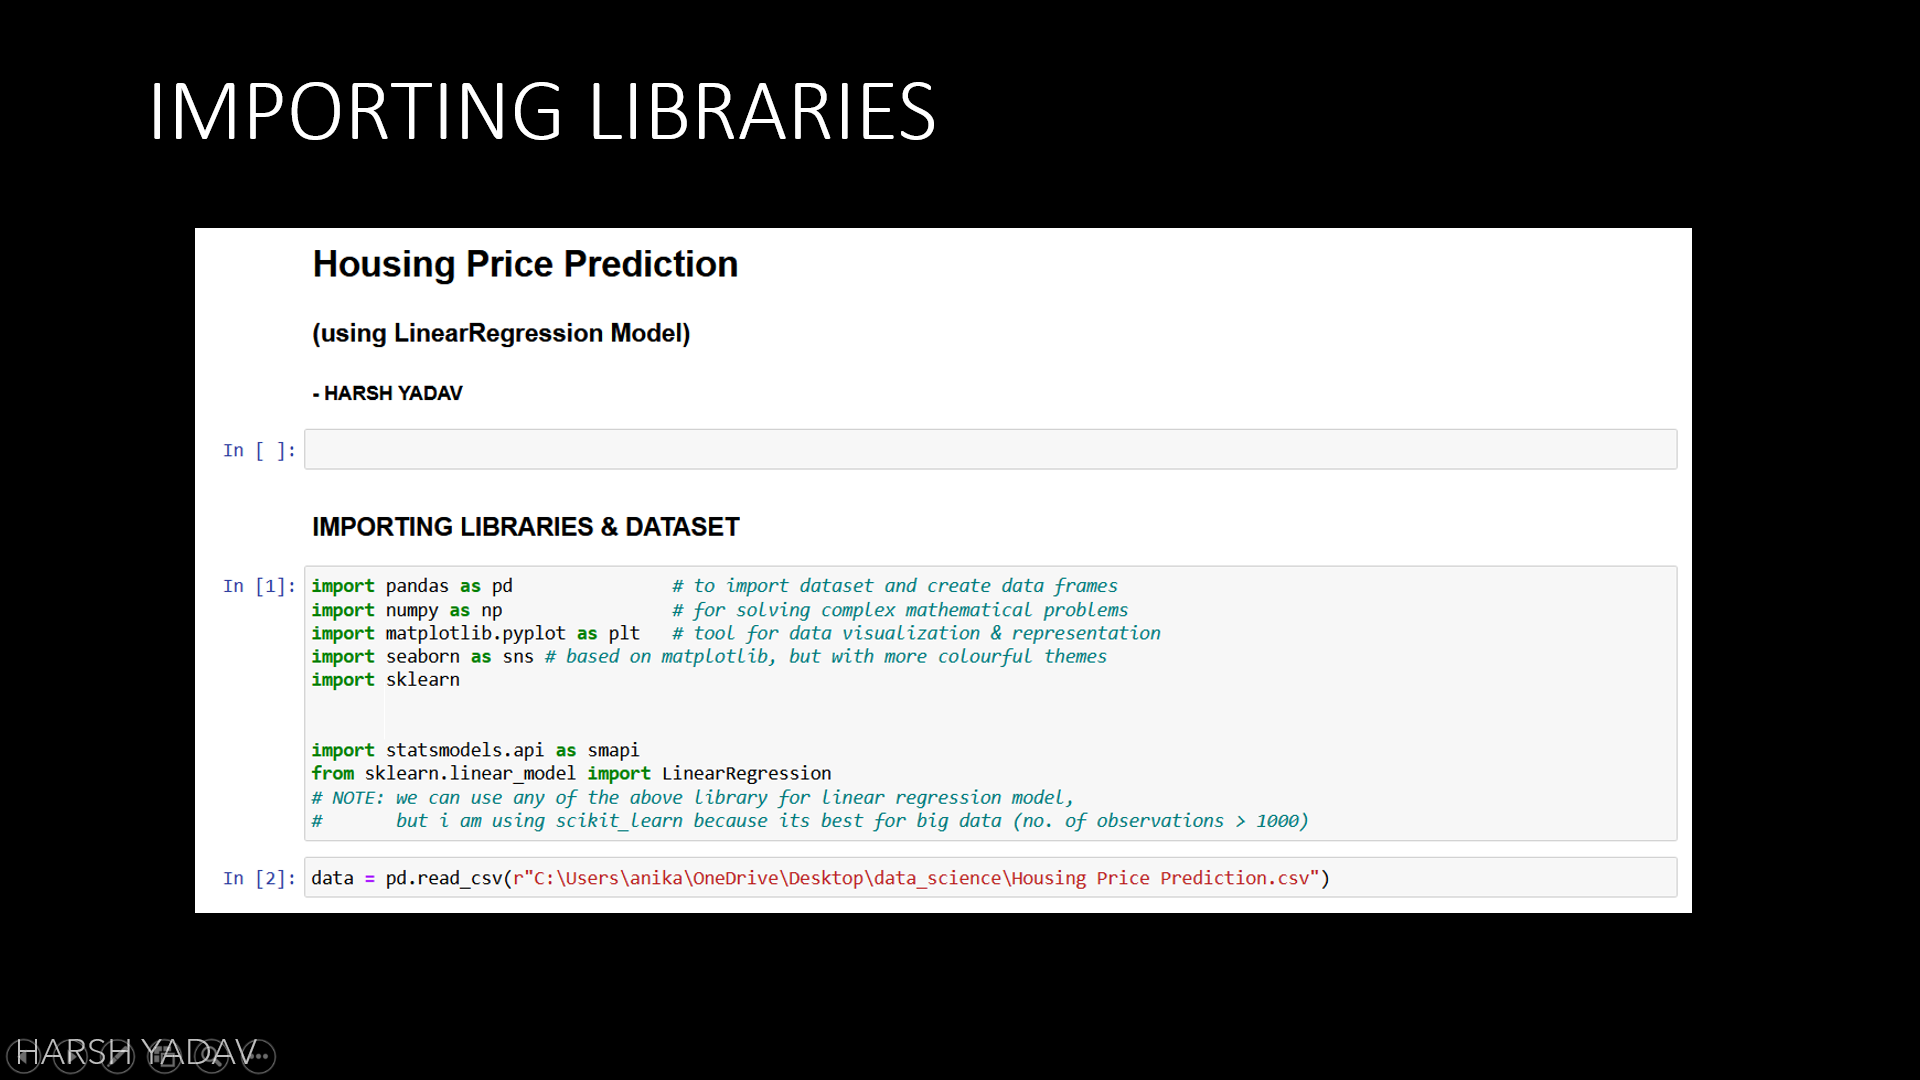 IMPORTING LIBRARIES
Housing Price Prediction
(using LinearRegression Model)
- HARSH YADAV
In [ ]:
IMPORTING LIBRARIES & DATASET
In [1]: import pandas as pd # to import dataset and create data frames
import numpy as np # for solving complex mathematical problems
import matplotlib.pyplot as plt # tool for data visualization & representation
import seaborn as sns # based on matplotlib, but with more colourful themes
import sklearn
import statsmodels.api as smapi
from sklearn.linear_model import LinearRegression
# NOTE: we can use any of the above library for linear regression model,
# but i am using scikit_learn because its best for big data (no. of observations > 1000)
In [2]: data = pd.read_csv(r"C:\Users\anika\OneDrive\Desktop\data_science\Housing Price Prediction.csv")
HARSH YADAV